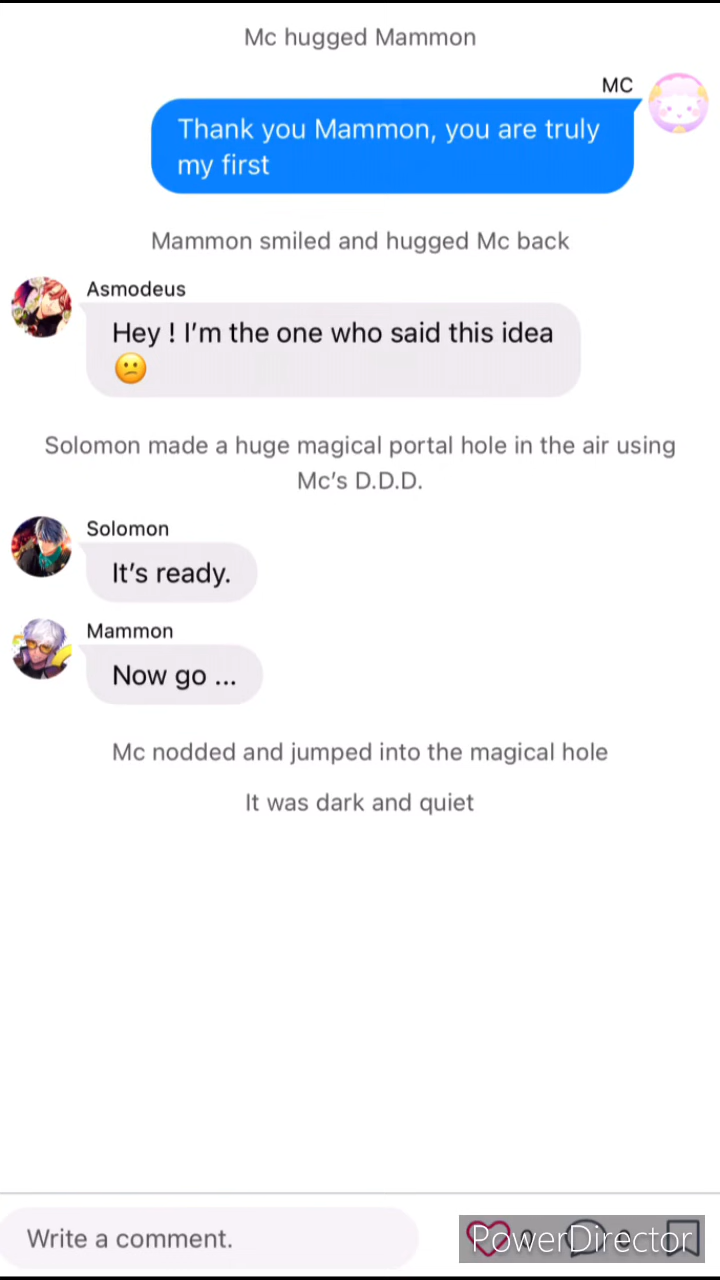 Mc hugged Mammon
MC
Thank you Mammon, you are truly
my first
Mammon smiled and hugged Mc back
Asmodeus
Hey ! I’m the one who said this idea
😕
Solomon made a huge magical portal hole in the air using
Mc’s D.D.D.
Solomon
It’s ready.
Mammon
Now go ...
Mc nodded and jumped into the magical hole
It was dark and quiet
Write a comment.
PowerDirector